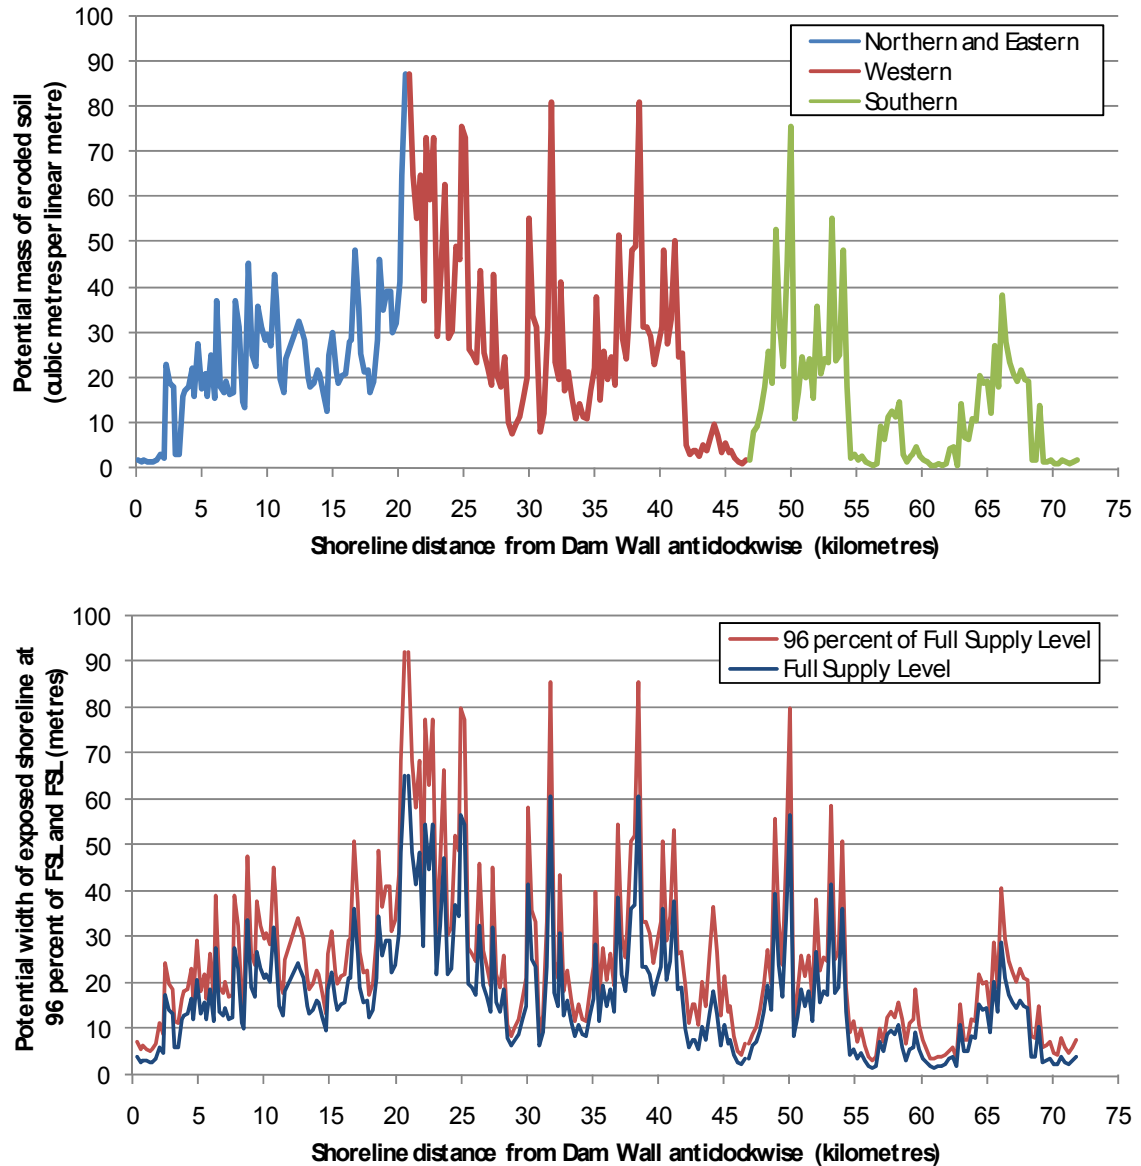 Potential mass of eroded soil
(cubic metresper linear metre)
100
90
80
70
60
50
40
30
20
10
0
Northern and Eastern
Western
Southern
0 5 10 15 20 25 30 35 40 45 50 55 60 65 70 75
Shoreline distance from Dam Wall anticlockwise (kilometres)
Potential width of exposed shoreline at
96 percent of FSL and FSL (metres)
100
90
80
70
60
50
40
30
20
10
0
96 percent of Full Supply Level
Full Supply Level
0 5 10 15 20 25 30 35 40 45 50 55 60 65 70 75
Shoreline distance from Dam Wall anticlockwise (kilometres)